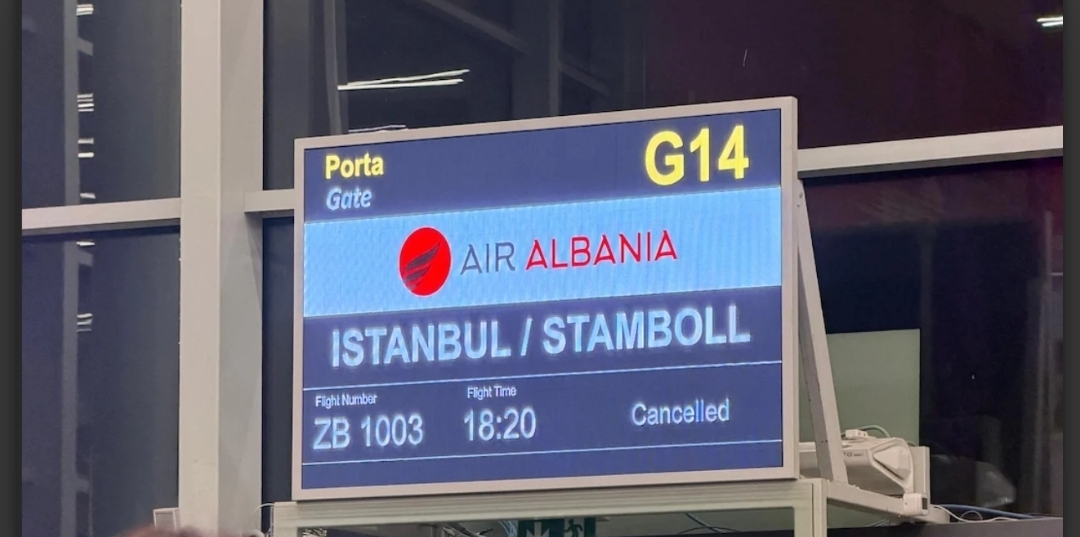 Porta
G14
Gate
AIR ALBANIA
ISTANBUL / STAMBOLL
Flight Number
Flight Time
ZB 1003
18:20
Cancelled